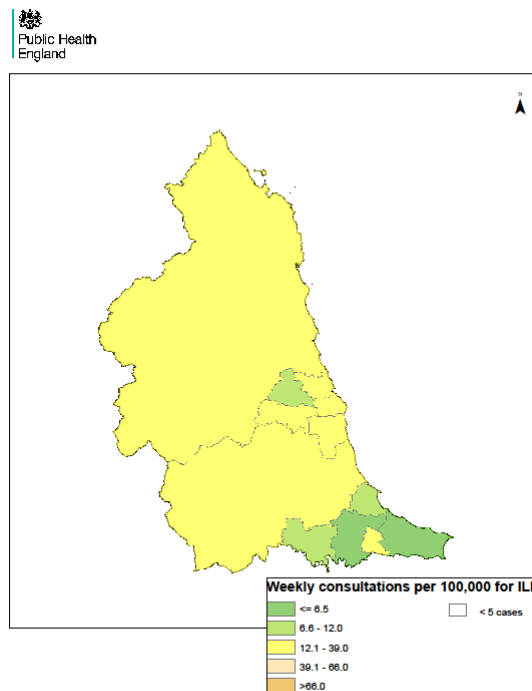 Public Health
England
N
Weekly consultations per 100,000 for ILI
<= 6.5
< 5 cases
6.6 - 12.0
12.1 - 39.0
39.1 - 66.0
>66.0